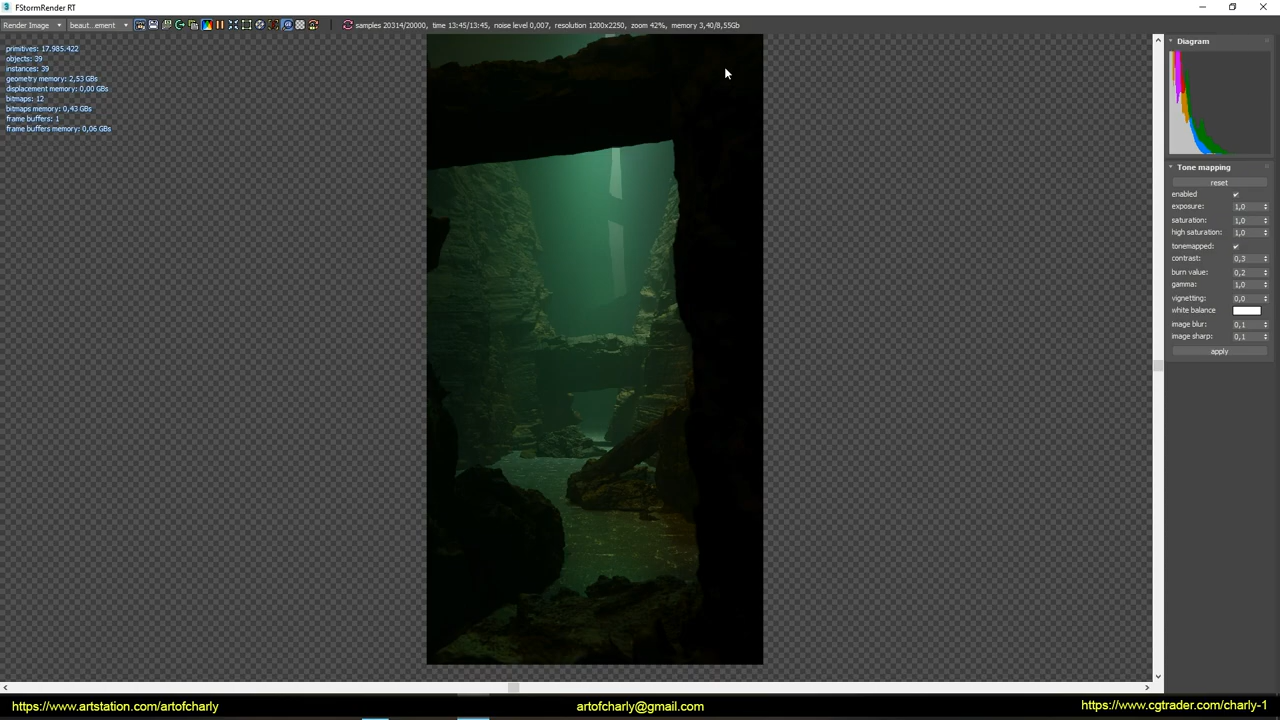 FStormRender RT
Render Image
beaut...ement
samples 20314/20000, time 13:45/13:45, noise level 0,007, resolution 1200x2250, zoom 42%, memory 3,40/8,55Gb
primitives: 17.985.422
objects: 39
instances: 39
geometry memory: 2,53 GBs
displacement memory: 0,00 GBs
bitmaps: 12
bitmaps memory: 0,43 GBs
frame buffers: 1
frame buffers memory: 0,06 GBs
Diagram
Tone mapping
reset
enabled
exposure: 1,0
saturation: 1,0
high saturation: 1,0
tonemapped:
contrast: 0,3
burn value: 0,2
gamma: 1,0
vignetting: 0,0
white balance
image blur: 0,1
image sharp: 0,1
apply
https://www.artstation.com/artofcharly
artofcharly@gmail.com
https://www.cgtrader.com/charly-1